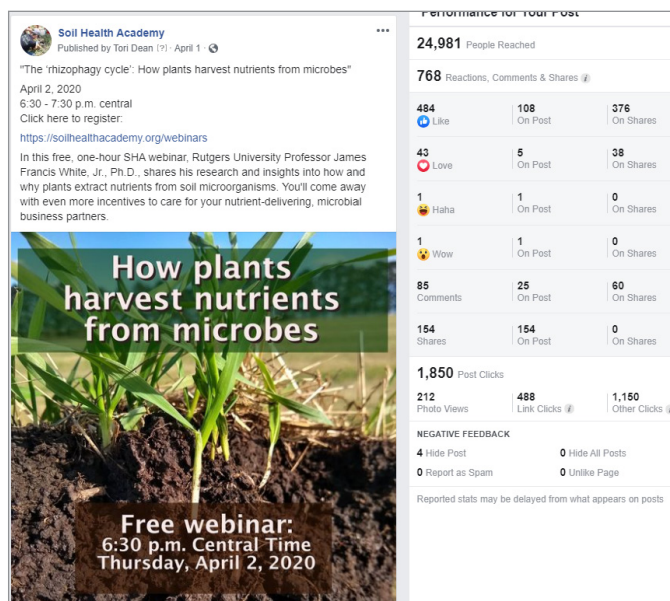 Soil Health Academy
Published by Tori Dean [?] · April 1 ·
"The 'rhizophagy cycle': How plants harvest nutrients from microbes"
April 2, 2020
6:30 - 7:30 p.m. central
Click here to register:
https://soilhealthacademy.org/webinars
In this free, one-hour SHA webinar, Rutgers University Professor James
Francis White, Jr., Ph.D., shares his research and insights into how and
why plants extract nutrients from soil microorganisms. You'll come away
with even more incentives to care for your nutrient-delivering, microbial
business partners.
How plants
harvest nutrients
from microbes
Free webinar:
6:30 p.m. Central Time
Thursday, April 2, 2020
Performance for Your Post
24,981 People Reached
768 Reactions, Comments & Shares
484 108 376
Like On Post On Shares
43 5 38
Love On Post On Shares
1 1 0
Haha On Post On Shares
1 1 0
Wow On Post On Shares
85 25 60
Comments On Post On Shares
154 154 0
Shares On Post On Shares
1,850 Post Clicks
212 488 1,150
Photo Views Link Clicks Other Clicks
NEGATIVE FEEDBACK
4 Hide Post 0 Hide All Posts
0 Report as Spam 0 Unlike Page
Reported stats may be delayed from what appears on posts